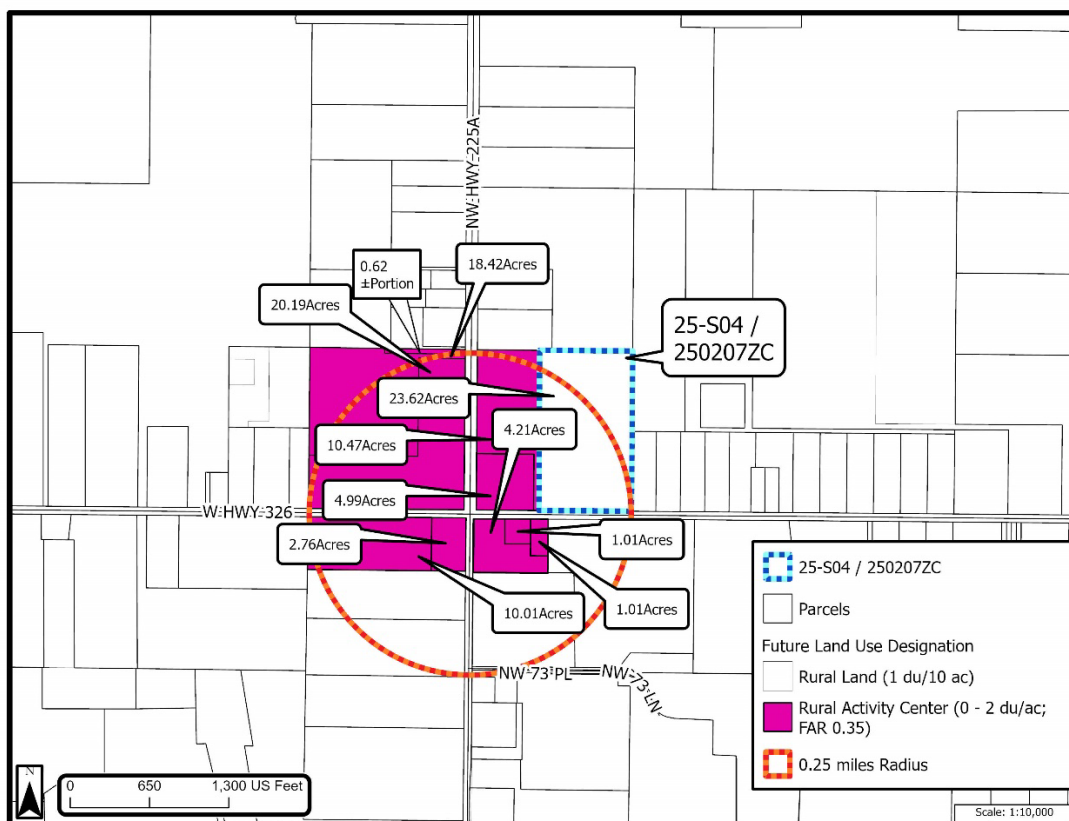 NW HWY 225A
0.62
±Portion
18.42Acres
20.19Acres
25-S04 /
250207ZC
23.62Acres
4.21Acres
10.47Acres
4.99Acres
W HWY 326
2.76Acres
1.01Acres
10.01Acres
1.01Acres
NW 73 PL
NW 73 LN
25-S04 / 250207ZC
Parcels
Future Land Use Designation
Rural Land (1 du/10 ac)
Rural Activity Center (0 - 2 du/ac;
FAR 0.35)
0.25 miles Radius
N
0 650 1,300 US Feet
Scale: 1:10,000